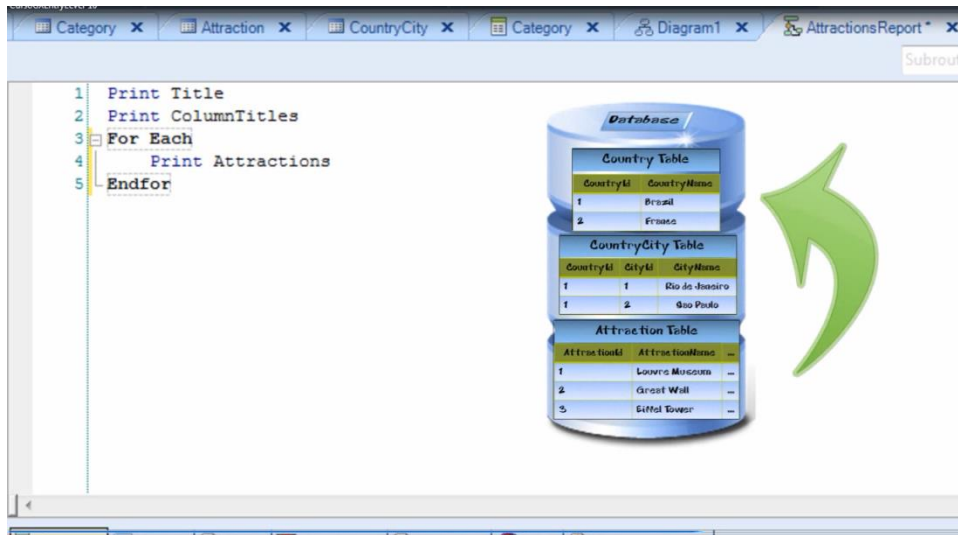 Category Attraction CountryCity Category Diagram1 AttractionsReport *
Subrout
1 Print Title
2 Print ColumnTitles
3 For Each
4 Print Attractions
5 Endfor
Database
Country Table
CountryId CountryName
1 Brazil
2 France
CountryCity Table
CountryId CityId CityName
1 1 Rio de Janeiro
1 2 Sao Paulo
Attraction Table
AttractionId AttractionName ...
1 Louvre Museum ...
2 Great Wall ...
3 Eiffel Tower ...